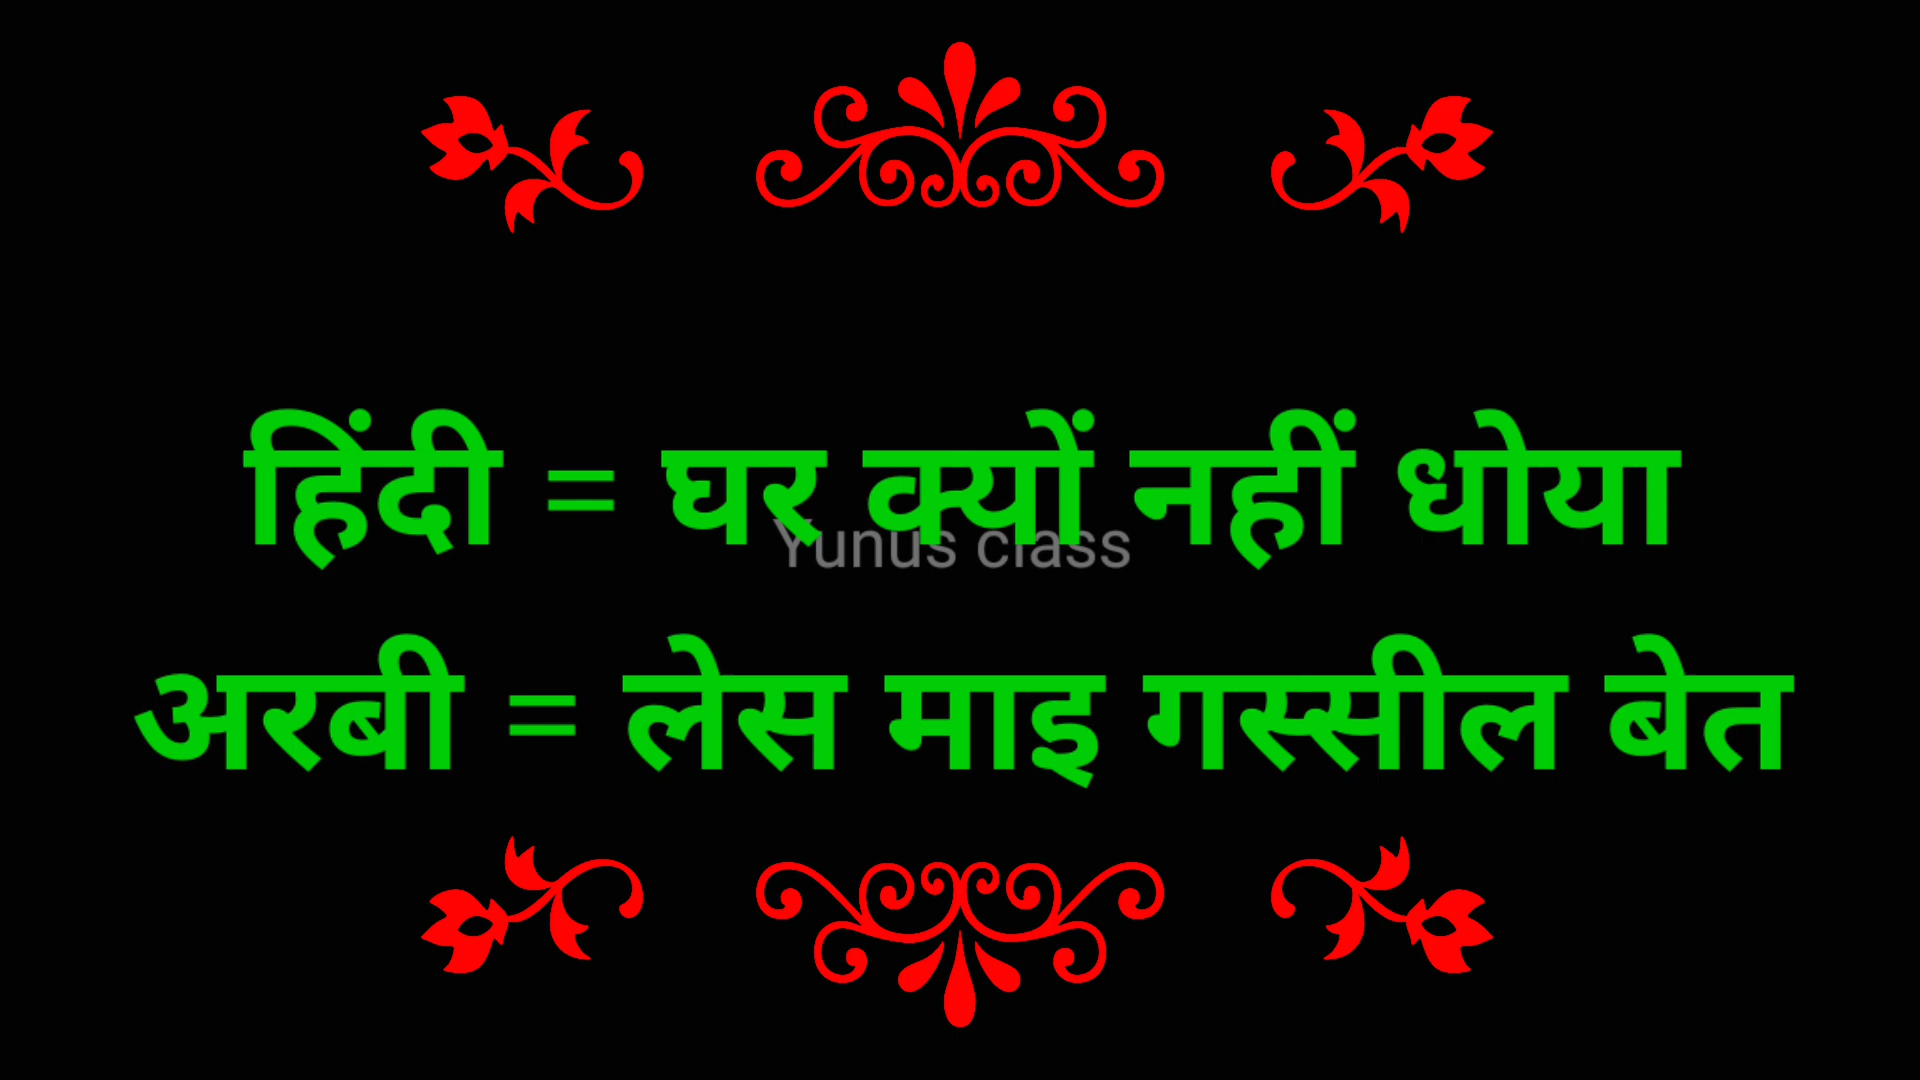 हिंदी = घर क्यों नहीं धोया
Yunus class
अरबी = लेस माइ गस्सील बेत